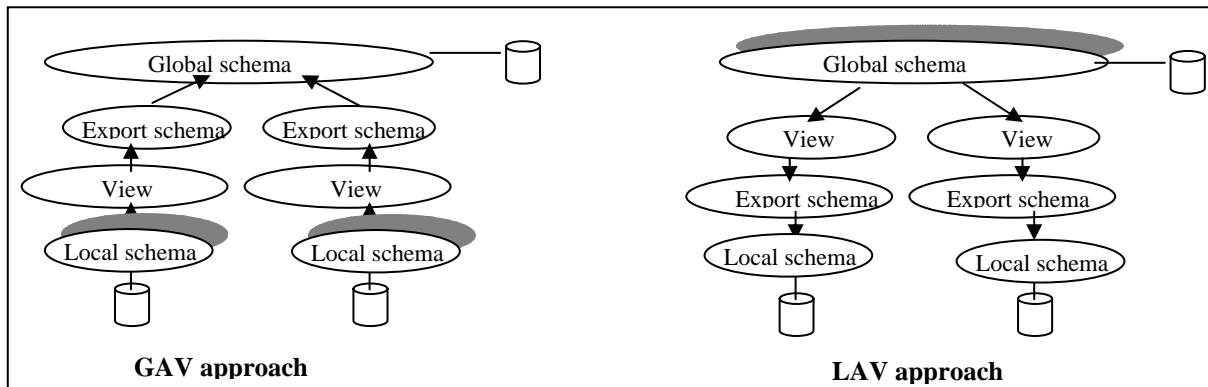 Global schema
Export schema
Export schema
View
View
Local schema
Local schema
GAV approach
Global schema
View
View
Export schema
Export schema
Local schema
Local schema
LAV approach